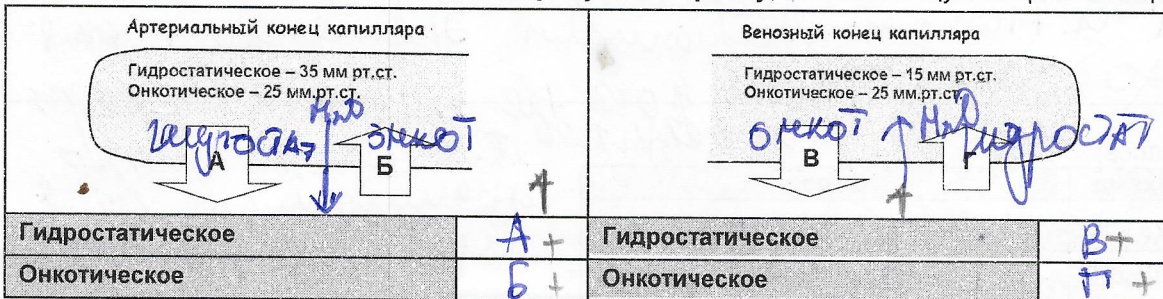 Артериальный конец капилляра
Гидростатическое – 35 мм рт.ст.
Онкотическое – 25 мм.рт.ст.
H₂O
гидростат онкот
А
Б
+
Гидростатическое А +
Онкотическое Б +
Венозный конец капилляра
Гидростатическое – 15 мм рт.ст.
Онкотическое – 25 мм.рт.ст.
онкот H₂O гидростат
В
Г
+
Гидростатическое В +
Онкотическое Г +